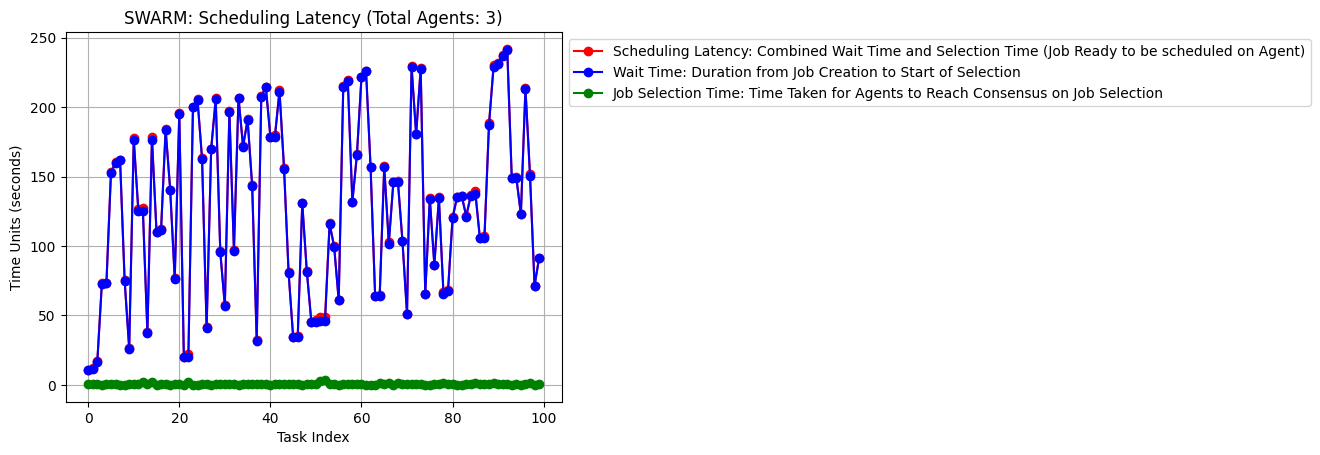 SWARM: Scheduling Latency (Total Agents: 3)
Scheduling Latency: Combined Wait Time and Selection Time (Job Ready to be scheduled on Agent)
Wait Time: Duration from Job Creation to Start of Selection
Job Selection Time: Time Taken for Agents to Reach Consensus on Job Selection
Time Units (seconds)
250
200
150
100
50
0
0 20 40 60 80 100
Task Index